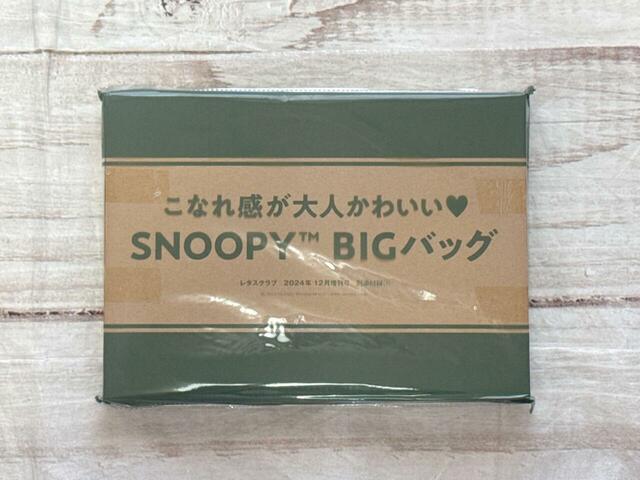 こなれ感が大人かわいい♥
SNOOPY™ BIGバッグ
レタスクラブ 2024年12月増刊号 別添付録